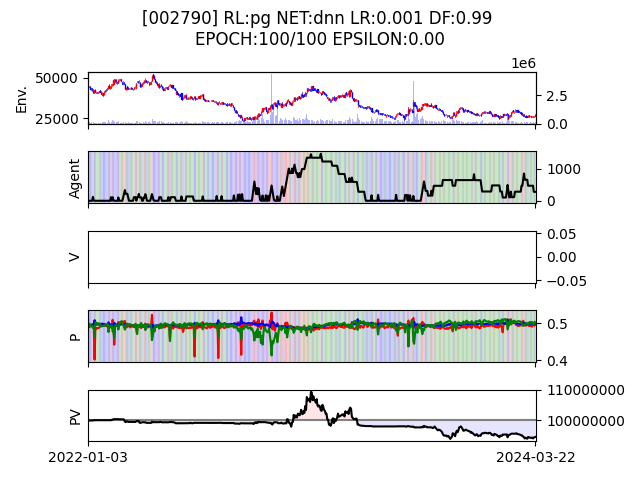 [002790] RL:pg NET:dnn LR:0.001 DF:0.99
EPOCH:100/100 EPSILON:0.00
1e6
Env.
50000
25000
2.5
0.0
Agent
1000
0
V
0.05
0.00
−0.05
P
0.5
0.4
PV
110000000
100000000
2022-01-03
2024-03-22